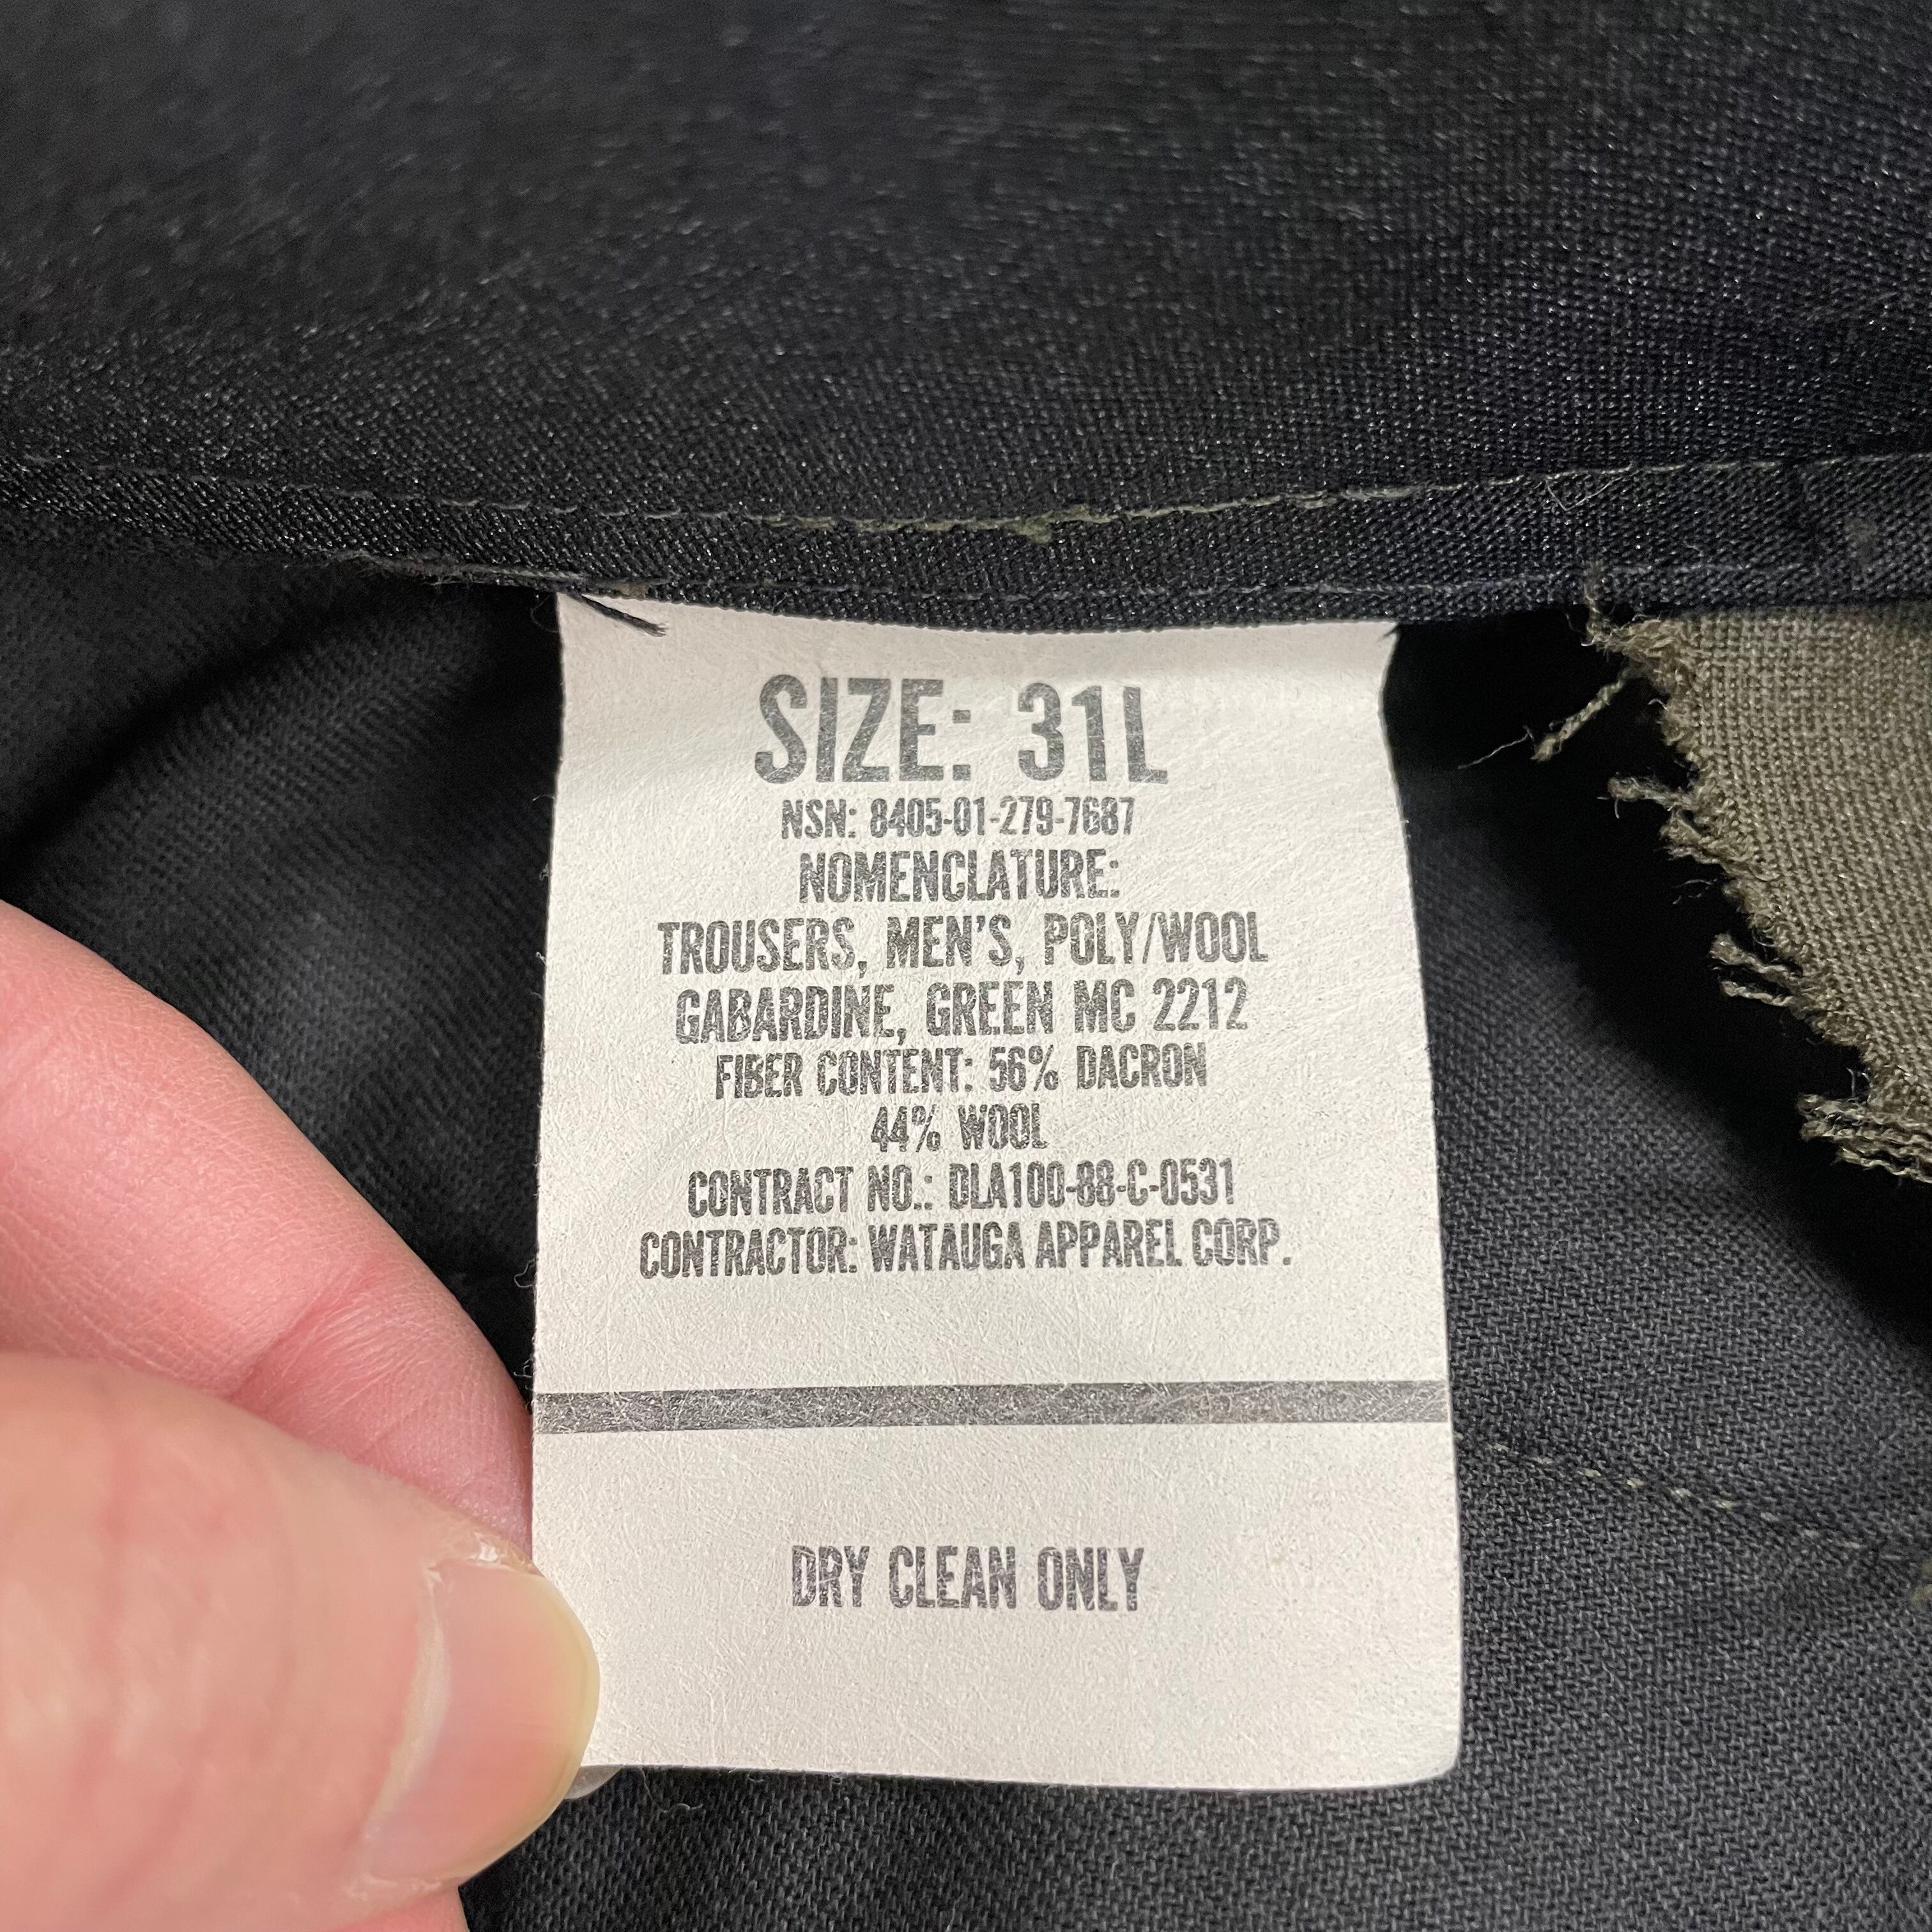 SIZE: 31L
NSN: 8405-01-279-7687
NOMENCLATURE:
TROUSERS, MEN'S, POLY/WOOL
GABARDINE, GREEN MC 2212
FIBER CONTENT: 56% DACRON
44% WOOL
CONTRACT NO.: DLA100-88-C-0531
CONTRACTOR: WATAUGA APPAREL CORP.
DRY CLEAN ONLY